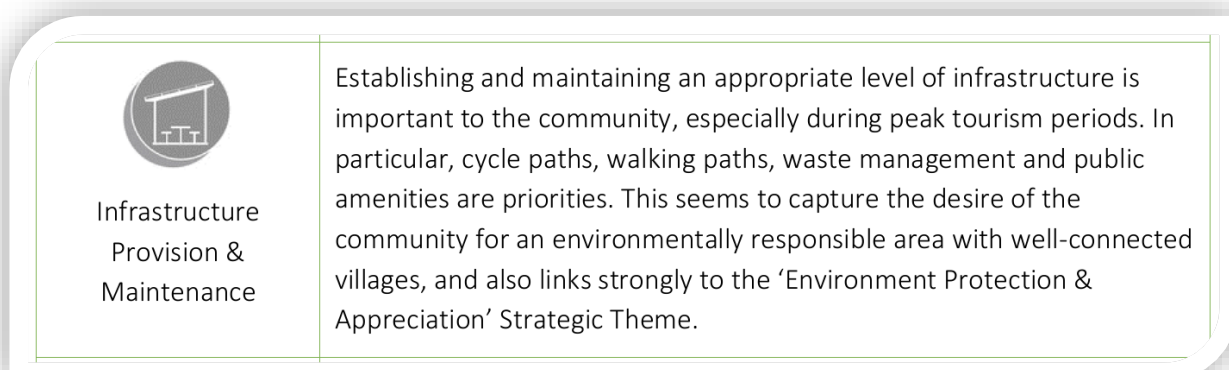 Infrastructure
Provision &
Maintenance
Establishing and maintaining an appropriate level of infrastructure is
important to the community, especially during peak tourism periods. In
particular, cycle paths, walking paths, waste management and public
amenities are priorities. This seems to capture the desire of the
community for an environmentally responsible area with well-connected
villages, and also links strongly to the ‘Environment Protection &
Appreciation’ Strategic Theme.